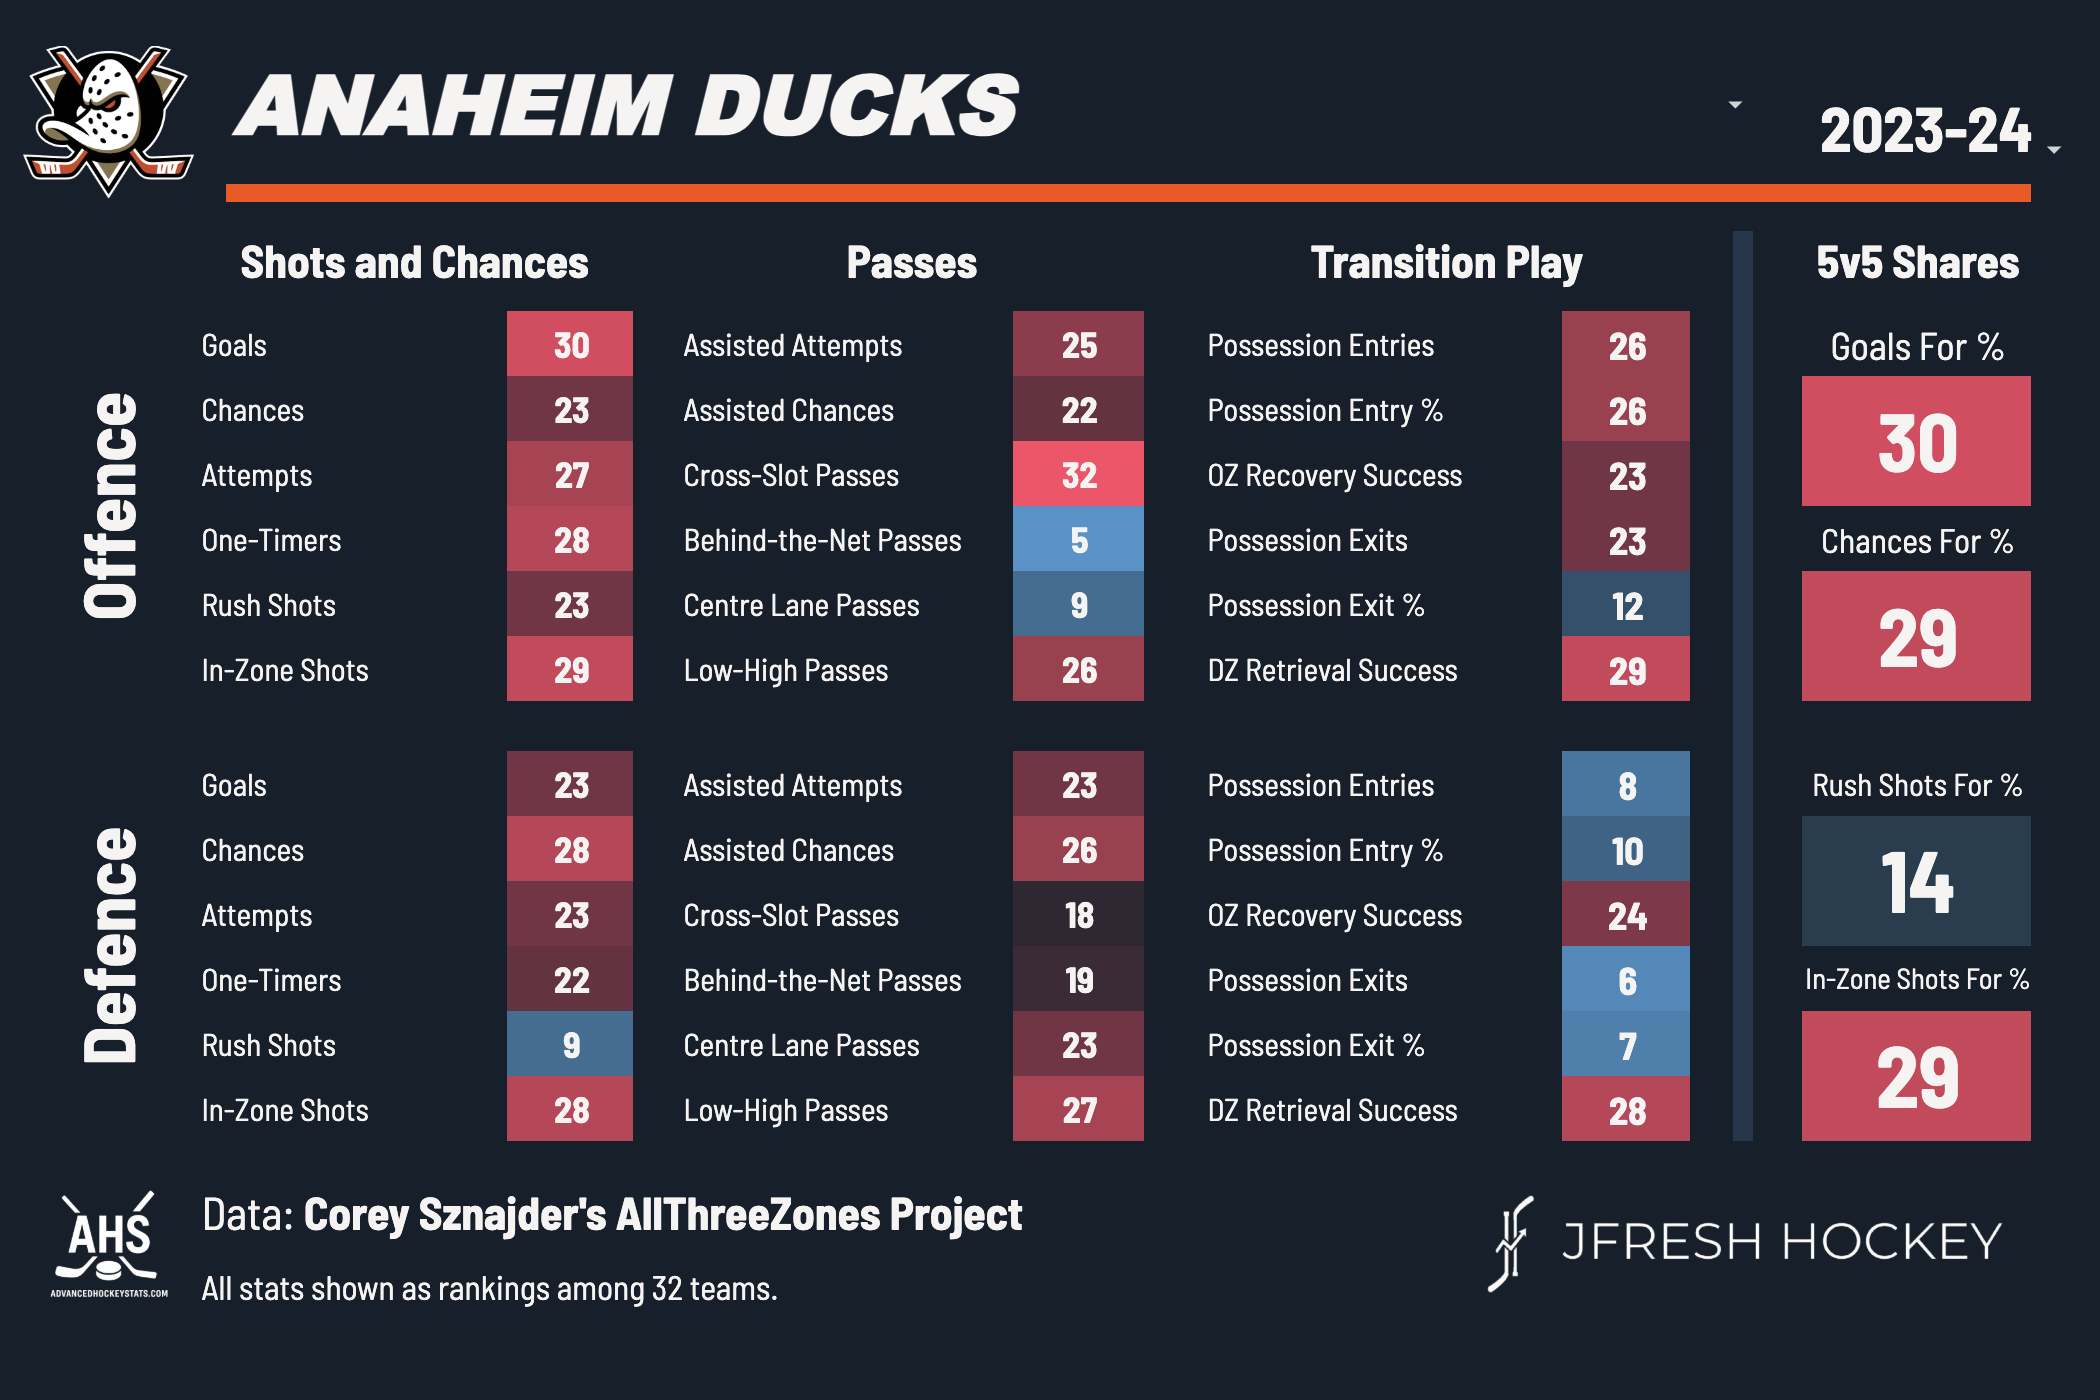 ANAHEIM DUCKS
2023-24
Shots and Chances
Passes
Transition Play
5v5 Shares
Offence
Goals 30
Chances 23
Attempts 27
One-Timers 28
Rush Shots 23
In-Zone Shots 29
Assisted Attempts 25
Assisted Chances 22
Cross-Slot Passes 32
Behind-the-Net Passes 5
Centre Lane Passes 9
Low-High Passes 26
Possession Entries 26
Possession Entry % 26
OZ Recovery Success 23
Possession Exits 23
Possession Exit % 12
DZ Retrieval Success 29
Goals For %
30
Chances For %
29
Defence
Goals 23
Chances 28
Attempts 23
One-Timers 22
Rush Shots 9
In-Zone Shots 28
Assisted Attempts 23
Assisted Chances 26
Cross-Slot Passes 18
Behind-the-Net Passes 19
Centre Lane Passes 23
Low-High Passes 27
Possession Entries 8
Possession Entry % 10
OZ Recovery Success 24
Possession Exits 6
Possession Exit % 7
DZ Retrieval Success 28
Rush Shots For %
14
In-Zone Shots For %
29
AHS
ADVANCEDHOCKEYSTATS.COM
Data: Corey Sznajder's AllThreeZones Project
All stats shown as rankings among 32 teams.
JFRESH HOCKEY